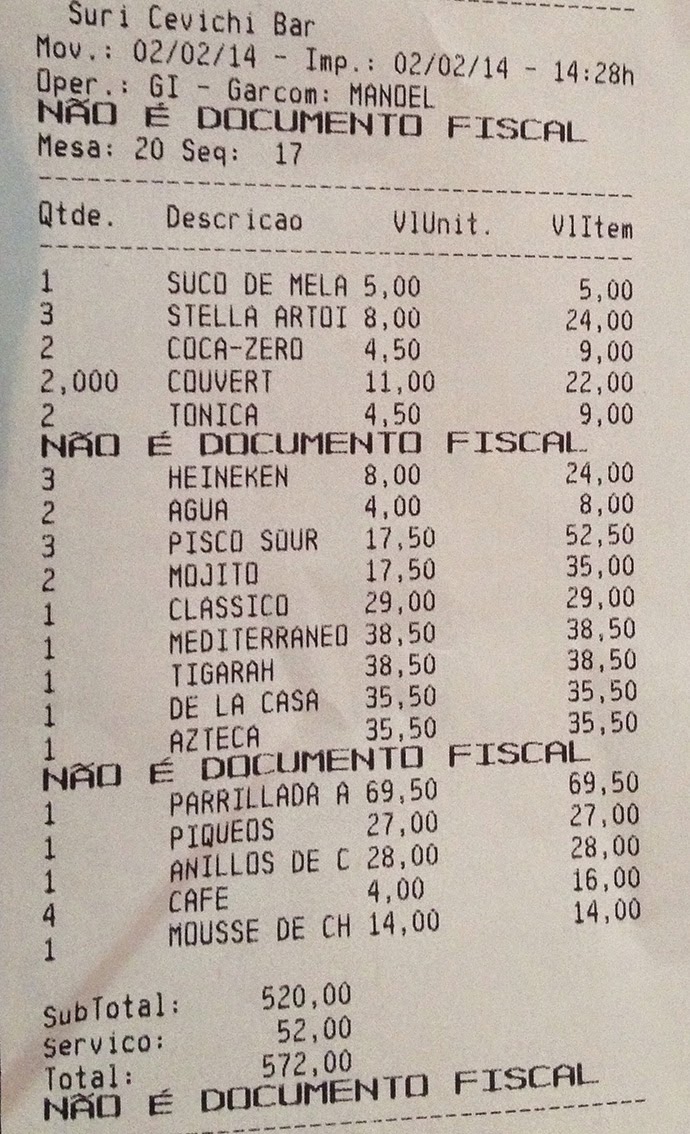 Suri Cevichi Bar
Mov.: 02/02/14 - Imp.: 02/02/14 - 14:28h
Oper.: GI - Garcom: MANOEL
NÃO É DOCUMENTO FISCAL
Mesa: 20 Seq: 17
Qtde. Descricao VlUnit. VlItem
1 SUCO DE MELA 5,00 5,00
3 STELLA ARTOI 8,00 24,00
2 COCA-ZERO 4,50 9,00
2,000 COUVERT 11,00 22,00
2 TONICA 4,50 9,00
NÃO É DOCUMENTO FISCAL
3 HEINEKEN 8,00 24,00
2 AGUA 4,00 8,00
3 PISCO SOUR 17,50 52,50
2 MOJITO 17,50 35,00
1 CLASSICO 29,00 29,00
1 MEDITERRANEO 38,50 38,50
1 TIGARAH 38,50 38,50
1 DE LA CASA 35,50 35,50
1 AZTECA 35,50 35,50
NÃO É DOCUMENTO FISCAL
1 PARRILLADA A 69,50 69,50
1 PIQUEOS 27,00 27,00
1 ANILLOS DE C 28,00 28,00
4 CAFE 4,00 16,00
1 MOUSSE DE CH 14,00 14,00
SubTotal: 520,00
Servico: 52,00
Total: 572,00
NÃO É DOCUMENTO FISCAL